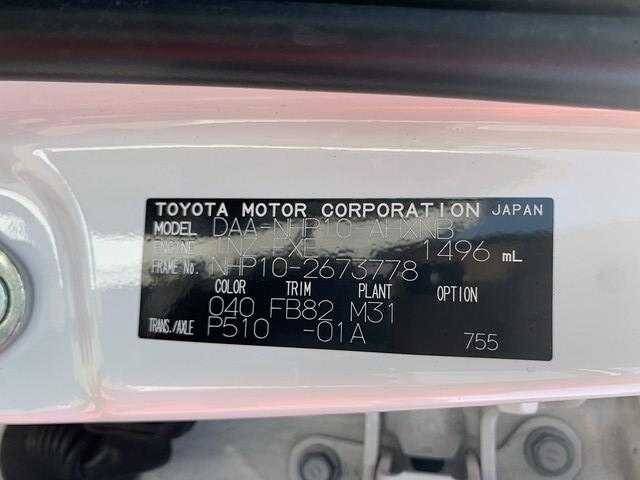 TOYOTA MOTOR CORPORATION JAPAN
MODEL DAA-NHP10-AHXNB
ENGINE 1NZ-FXE 1496 mL
FRAME No. NHP10-2673778
COLOR TRIM PLANT OPTION
040 FB82 M31
TRANS./AXLE P510 -01A
755